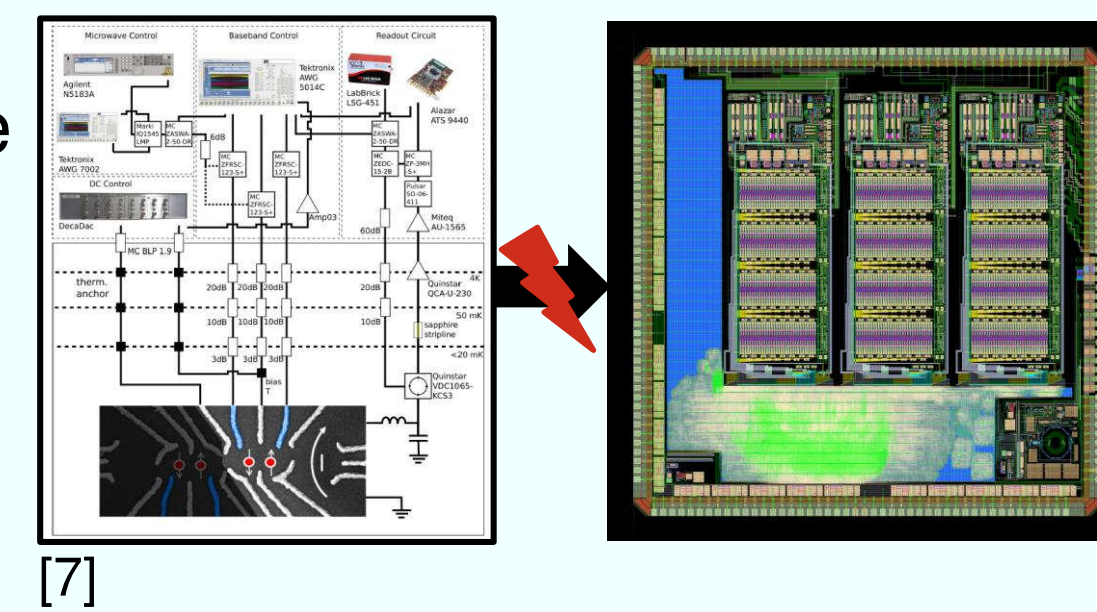 e
Microwave Control
Baseband Control
Readout Circuit
Agilent
N5183A
Tektronix
AWG
5014C
LabBrick
LSG-451
Alazar
ATS 9440
Marki
IQ1545
LMP
MC
ZASWA
2-50-DR
6dB
MC
ZFRSC-
123-S+
MC
ZFRSC-
123-S+
MC
ZASWA-
2-50-DR
MC
ZEDC-
15-2B
MC
ZP-3MH
-S+
Tektronix
AWG 7002
DC Control
DecaDac
MC
ZFRSC-
123-S+
Amp03
Pulsar
SO-06-
411
Miteq
AU-1565
60dB
MC BLP 1.9
therm.
anchor
4K
20dB 20dB 20dB
20dB
Quinstar
QCA-U-230
50 mK
10dB 10dB 10dB
10dB
sapphire
stripline
<20 mK
3dB 3dB 3dB
bias
T
Quinstar
VDC1065-
KCS3
[7]